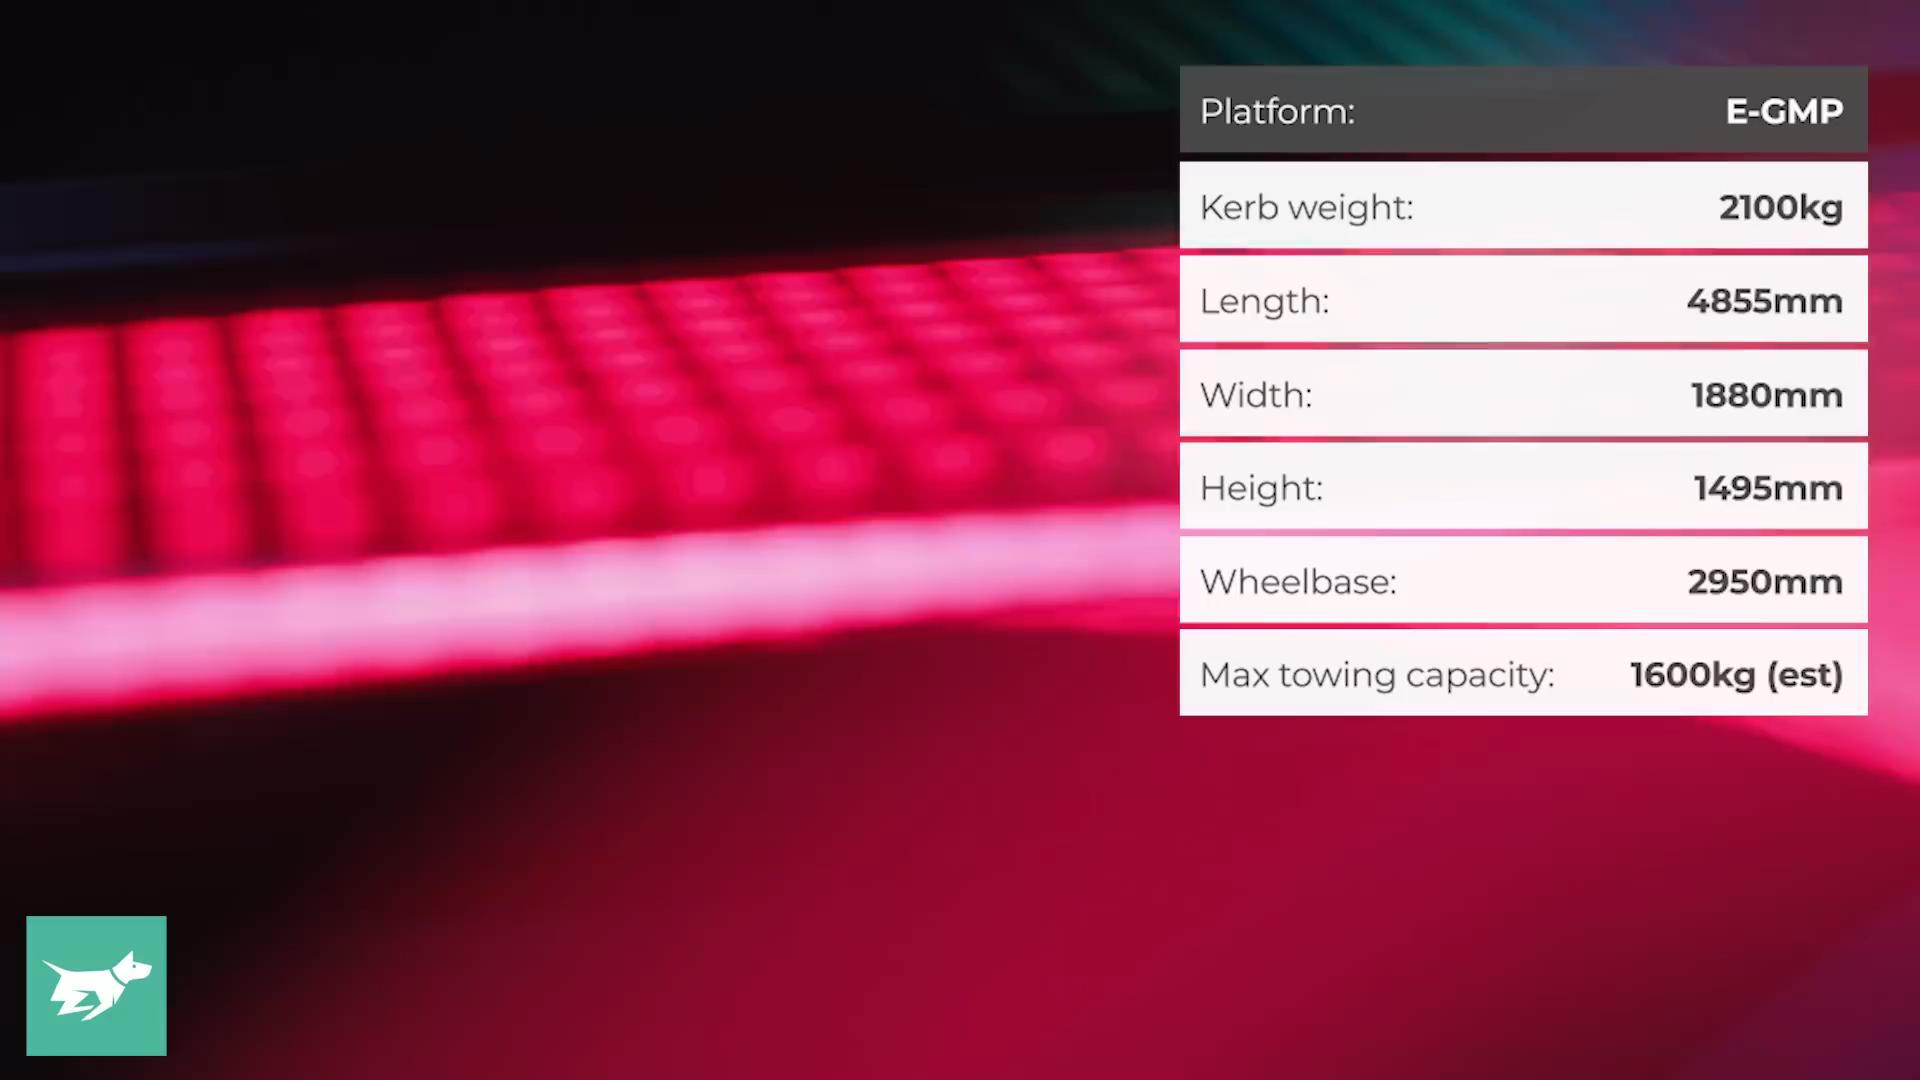 Platform: E-GMP
Kerb weight: 2100kg
Length: 4855mm
Width: 1880mm
Height: 1495mm
Wheelbase: 2950mm
Max towing capacity: 1600kg (est)